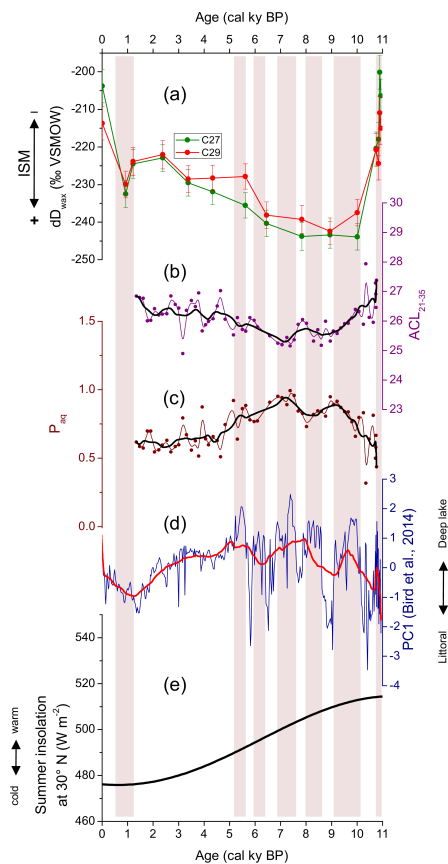 Age (cal ky BP)
0 1 2 3 4 5 6 7 8 9 10 11
-200
-210
-220
-230
-240
-250
dD_wax (‰ VSMOW)
+ ISM –
(a)
C27
C29
30
29
28
27
26
25
24
23
ACL_21-35
(b)
1.5
1.0
0.5
0.0
P_aq
(c)
3
2
1
0
-1
-2
-3
-4
PC1 (Bird et al., 2014)
Littoral
Deep lake
(d)
540
520
500
480
460
Summer insolation
at 30° N (W m⁻²)
cold
warm
(e)
0 1 2 3 4 5 6 7 8 9 10 11
Age (cal ky BP)